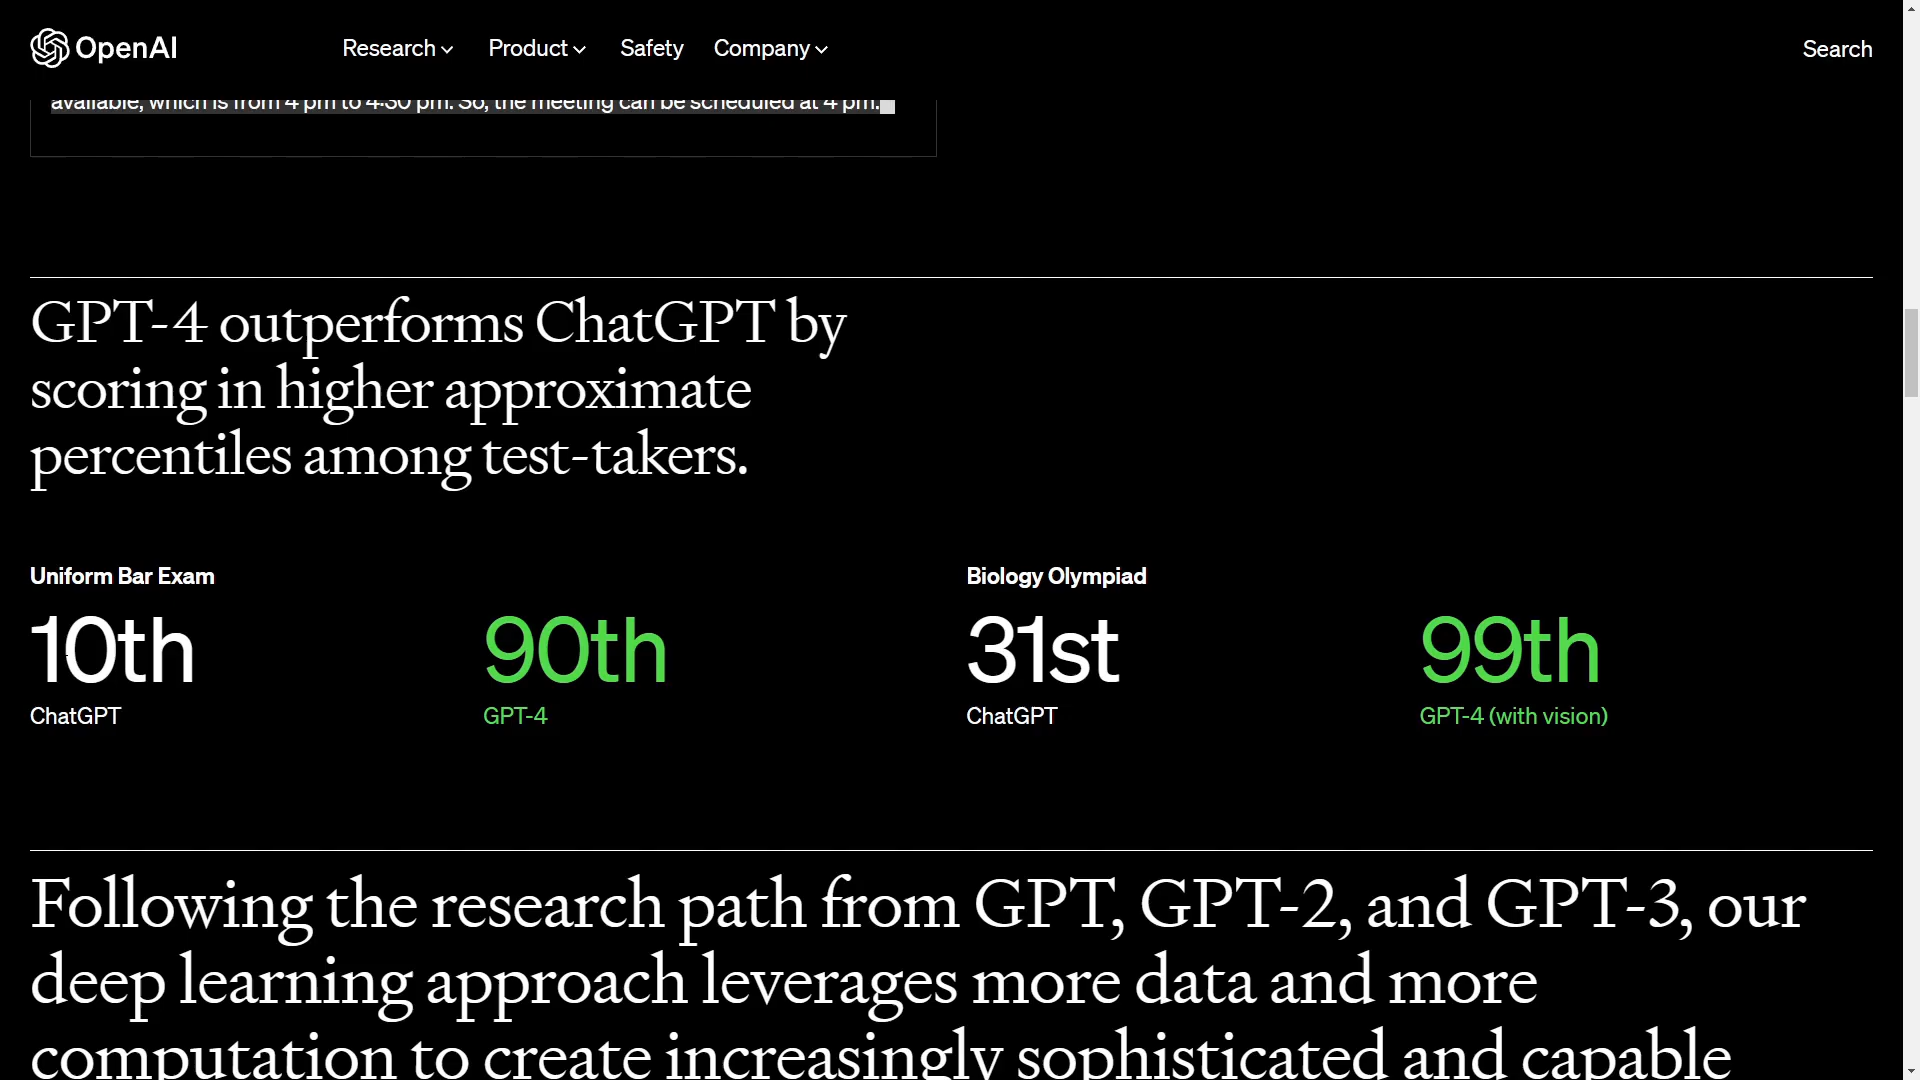 OpenAI
Research Product Safety Company Search
available, which is from 4 pm to 4:30 pm. So, the meeting can be scheduled at 4 pm.
GPT-4 outperforms ChatGPT by
scoring in higher approximate
percentiles among test-takers.
Uniform Bar Exam
10th 90th
ChatGPT GPT-4
Biology Olympiad
31st 99th
ChatGPT GPT-4 (with vision)
Following the research path from GPT, GPT-2, and GPT-3, our
deep learning approach leverages more data and more
computation to create increasingly sophisticated and capable